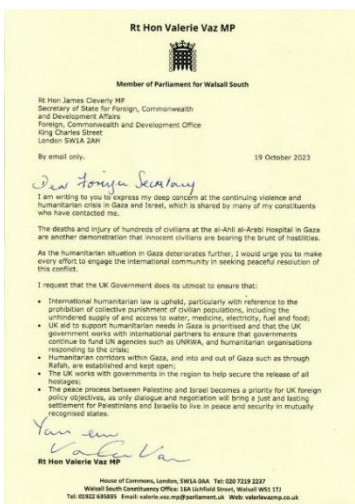 Rt Hon Valerie Vaz MP
Member of Parliament for Walsall South
Rt Hon James Cleverly MP
Secretary of State for Foreign, Commonwealth
and Development Affairs
Foreign, Commonwealth and Development Office
King Charles Street
London SW1A 2AH
By email only.
19 October 2023
Dear Foreign Secretary
I am writing to you to express my deep concern at the continuing violence and
humanitarian crisis in Gaza and Israel, which is shared by many of my constituents
who have contacted me.
The deaths and injury of hundreds of civilians at the al-Ahli al-Arabi Hospital in Gaza
are another demonstration that innocent civilians are bearing the brunt of hostilities.
As the humanitarian situation in Gaza deteriorates further, I would urge you to make
every effort to engage the international community in seeking peaceful resolution of
this conflict.
I request that the UK Government does its utmost to ensure that:
• International humanitarian law is upheld, particularly with reference to the
prohibition of collective punishment of civilian populations, including the
unhindered supply of and access to water, medicine, electricity, fuel and food;
• UK aid to support humanitarian needs in Gaza is prioritised and that the UK
government works with international partners to ensure that governments
continue to fund UN agencies such as UNRWA, and humanitarian organisations
responding to the crisis;
• Humanitarian corridors within Gaza, and into and out of Gaza such as through
Rafah, are established and kept open;
• The UK works with governments in the region to help secure the release of all
hostages;
• The peace process between Palestine and Israel becomes a priority for UK foreign
policy objectives, as only dialogue and negotiation will bring a just and lasting
settlement for Palestinians and Israelis to live in peace and security in mutually
recognised states.
Valerie Vaz
Rt Hon Valerie Vaz MP
House of Commons, London, SW1A 0AA Tel: 020 7219 2237
Walsall South Constituency Office: 16A Lichfield Street, Walsall WS1 1TJ
Tel: 01922 635835 Email: valerie.vaz.mp@parliament.uk Web: valerievazmp.co.uk